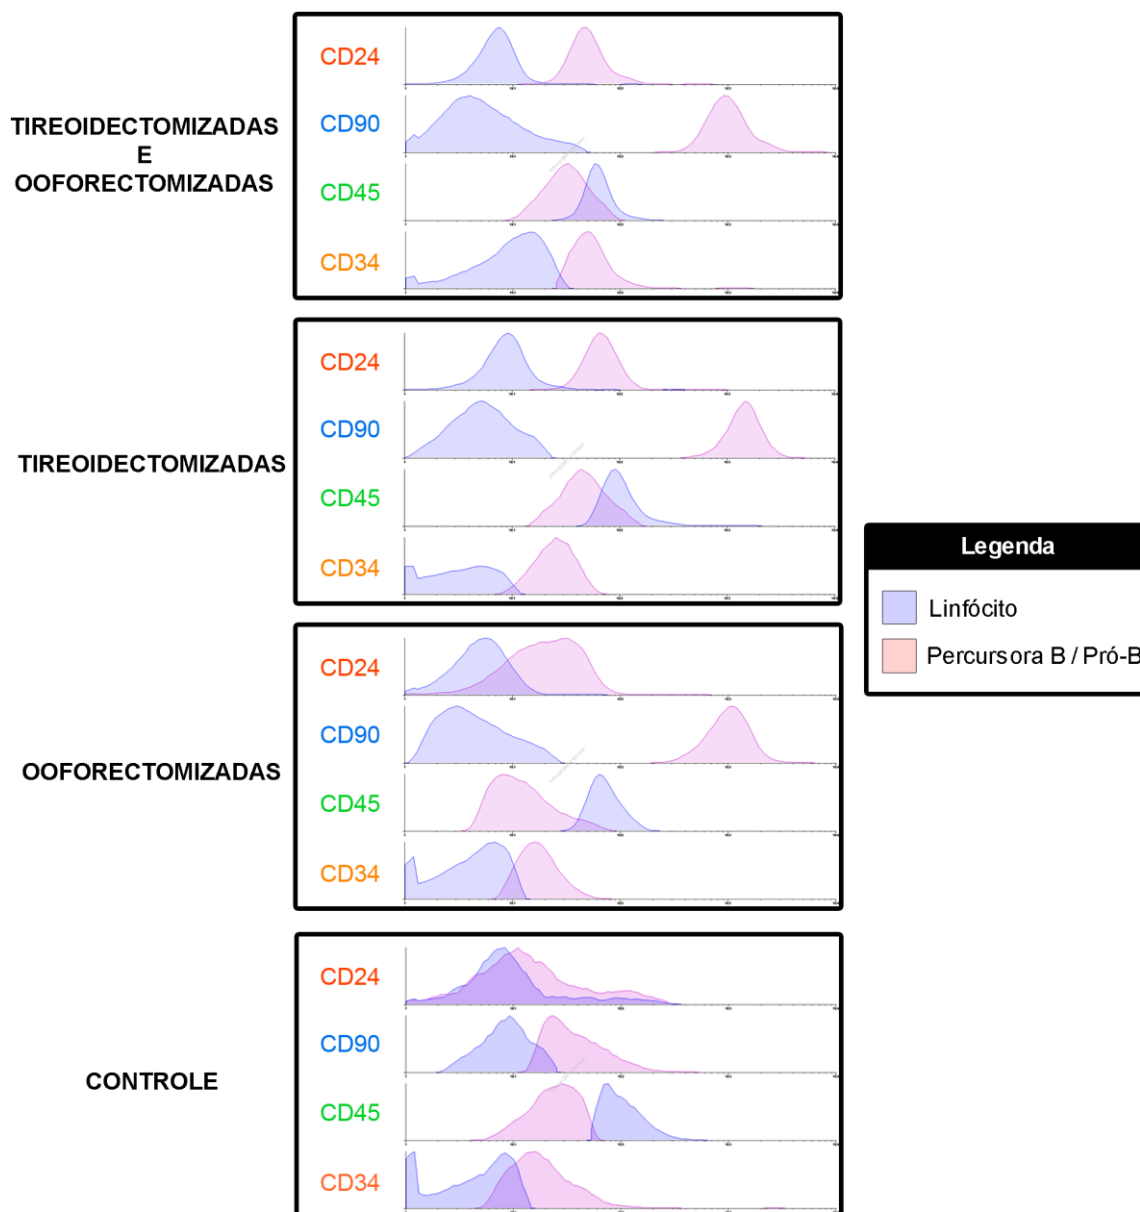 TIREOIDECTOMIZADAS
E
OOFORECTOMIZADAS
CD24
CD90
CD45
CD34
TIREOIDECTOMIZADAS
CD24
CD90
CD45
CD34
OOFORECTOMIZADAS
CD24
CD90
CD45
CD34
CONTROLE
CD24
CD90
CD45
CD34
Legenda
Linfócito
Percursora B / Pró-B